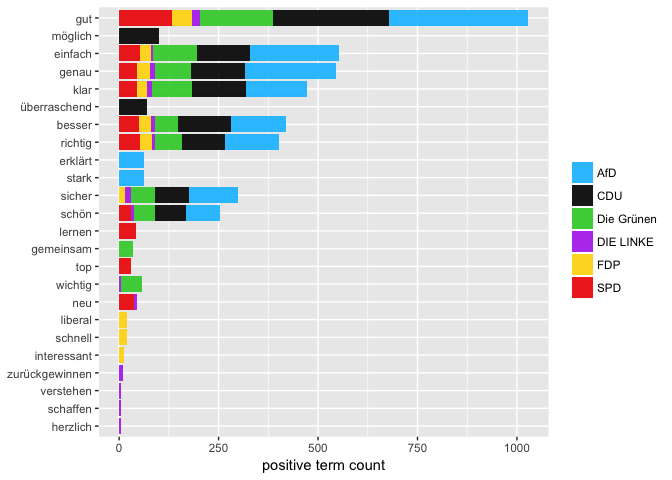 gut
möglich
einfach
genau
klar
überraschend
besser
richtig
erklärt
stark
sicher
schön
lernen
gemeinsam
top
wichtig
neu
liberal
schnell
interessant
zurückgewinnen
verstehen
schaffen
herzlich
0 250 500 750 1000
positive term count
AfD
CDU
Die Grünen
DIE LINKE
FDP
SPD